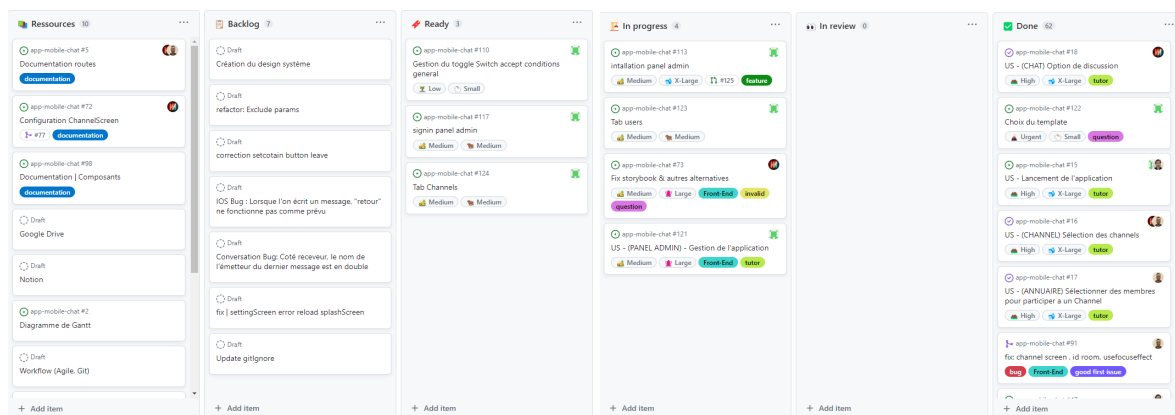 Ressources 10
app-mobile-chat #5
Documentation routes
documentation
app-mobile-chat #72
Configuration ChannelScreen
#77 documentation
app-mobile-chat #98
Documentation | Composants
documentation
Draft
Google Drive
Draft
Notion
app-mobile-chat #2
Diagramme de Gantt
Draft
Workflow (Agile, Git)
+ Add item
Backlog 7
Draft
Création du design système
Draft
refactor: Exclude params
Draft
correction setcotain button leave
Draft
IOS Bug : Lorsque l'on écrit un message, "retour"
ne fonctionne pas comme prévu
Draft
Conversation Bug: Coté receveur, le nom de
l'émetteur du dernier message est en double
Draft
fix | settingScreen error reload splashScreen
Draft
Update gitIgnore
+ Add item
Ready 3
app-mobile-chat #110
Gestion du toggle Switch accept conditions
general
Low Small
app-mobile-chat #117
signin panel admin
Medium Medium
app-mobile-chat #124
Tab Channels
Medium Medium
+ Add item
In progress 4
app-mobile-chat #113
intallation panel admin
Medium X-Large #125 feature
app-mobile-chat #123
Tab users
Medium Medium
app-mobile-chat #73
Fix storybook & autres alternatives
Medium Large Front-End invalid
question
app-mobile-chat #121
US - (PANEL ADMIN) - Gestion de l'application
Medium Large Front-End tutor
+ Add item
In review 0
+ Add item
Done 62
app-mobile-chat #18
US - (CHAT) Option de discussion
High X-Large tutor
app-mobile-chat #122
Choix du template
Urgent Small question
app-mobile-chat #15
US - Lancement de l'application
High X-Large tutor
app-mobile-chat #16
US - (CHANNEL) Sélection des channels
High X-Large tutor
app-mobile-chat #17
US - (ANNUAIRE) Sélectionner des membres
pour participer a un Channel
High X-Large tutor
app-mobile-chat #91
fix: channel screen , id room, usefocuseffect
bug Front-End good first issue
+ Add item